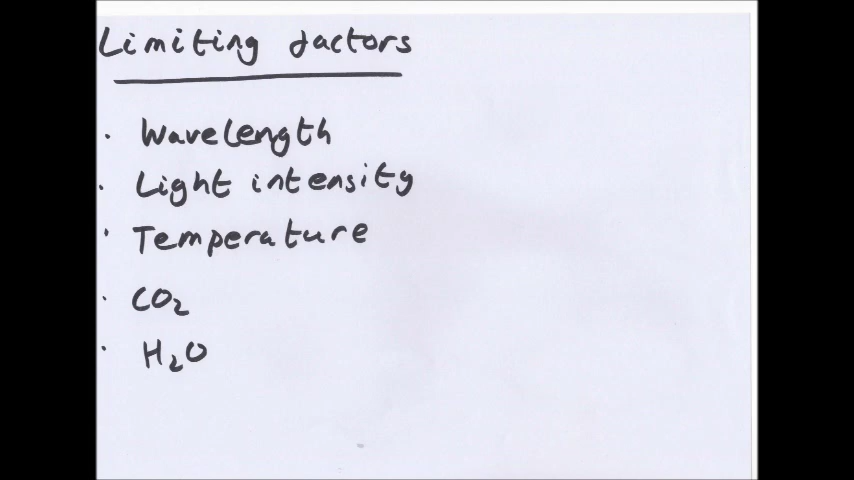 Limiting factors
· Wavelength
· Light intensity
· Temperature
· CO₂
· H₂O